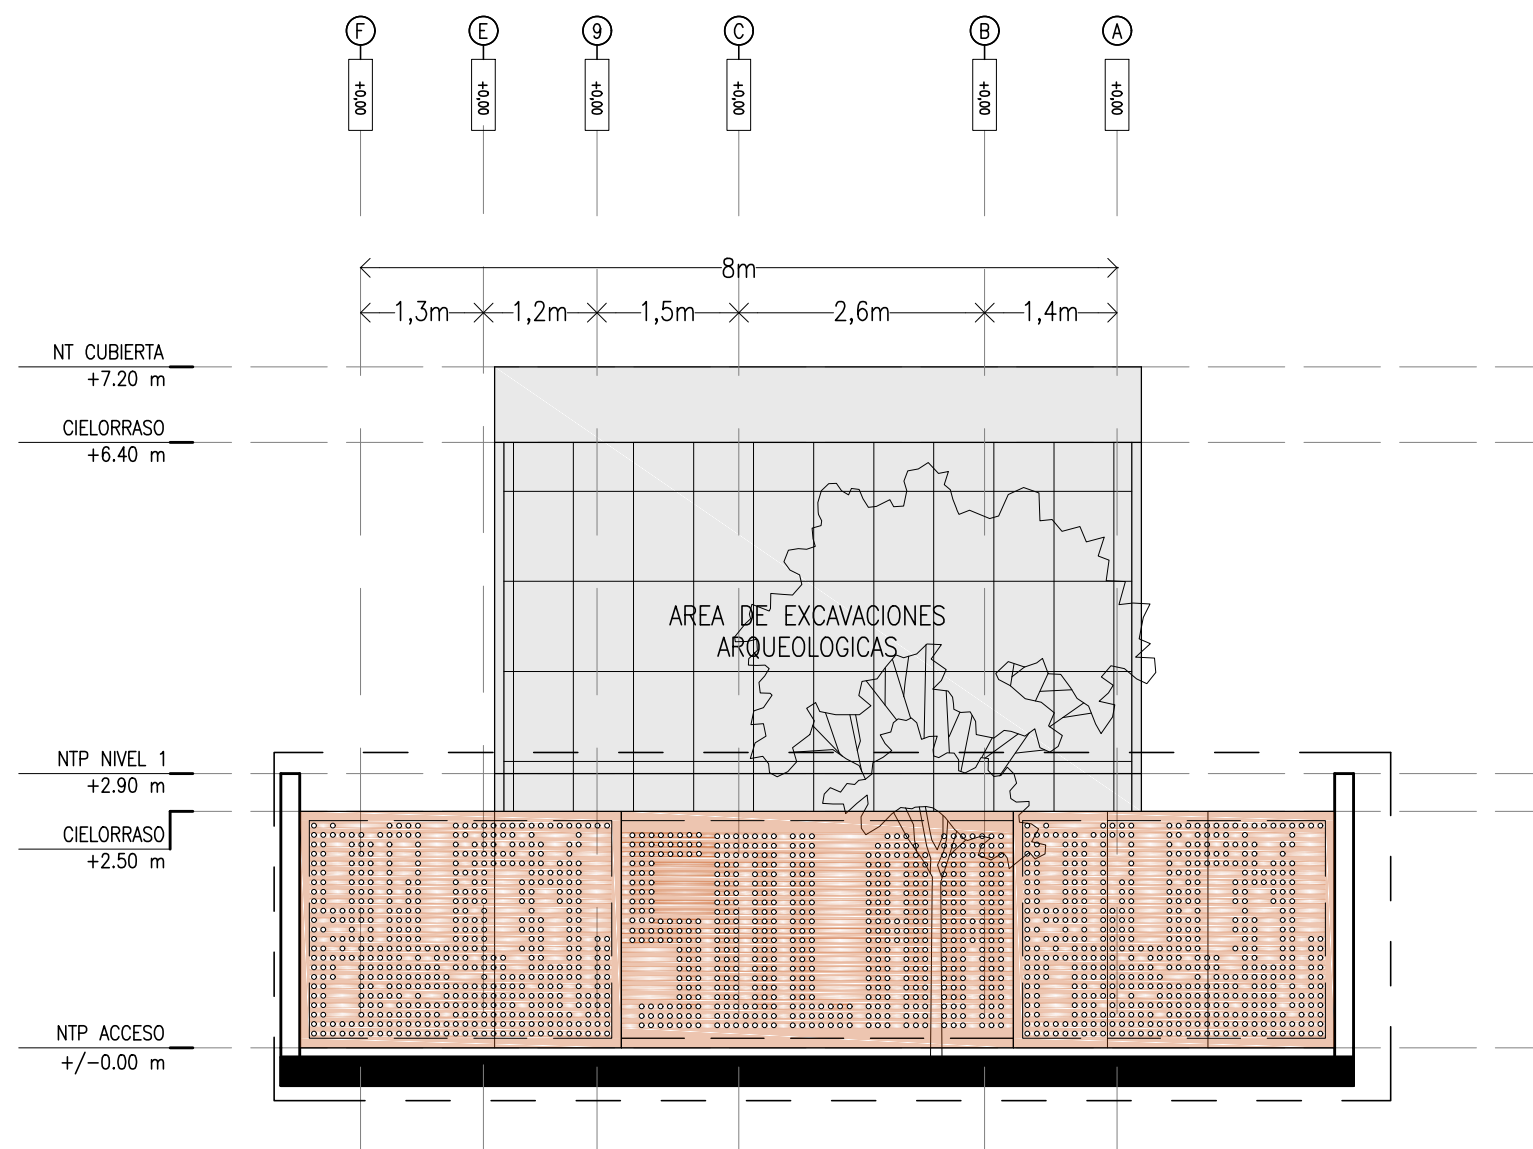 F E 9 C B A
+0,00 +0,00 +0,00 +0,00 +0,00 +0,00
8m
1,3m 1,2m 1,5m 2,6m 1,4m
NT CUBIERTA
+7.20 m
CIELORRASO
+6.40 m
AREA DE EXCAVACIONES
ARQUEOLOGICAS
NTP NIVEL 1
+2.90 m
CIELORRASO
+2.50 m
NTP ACCESO
+/-0.00 m